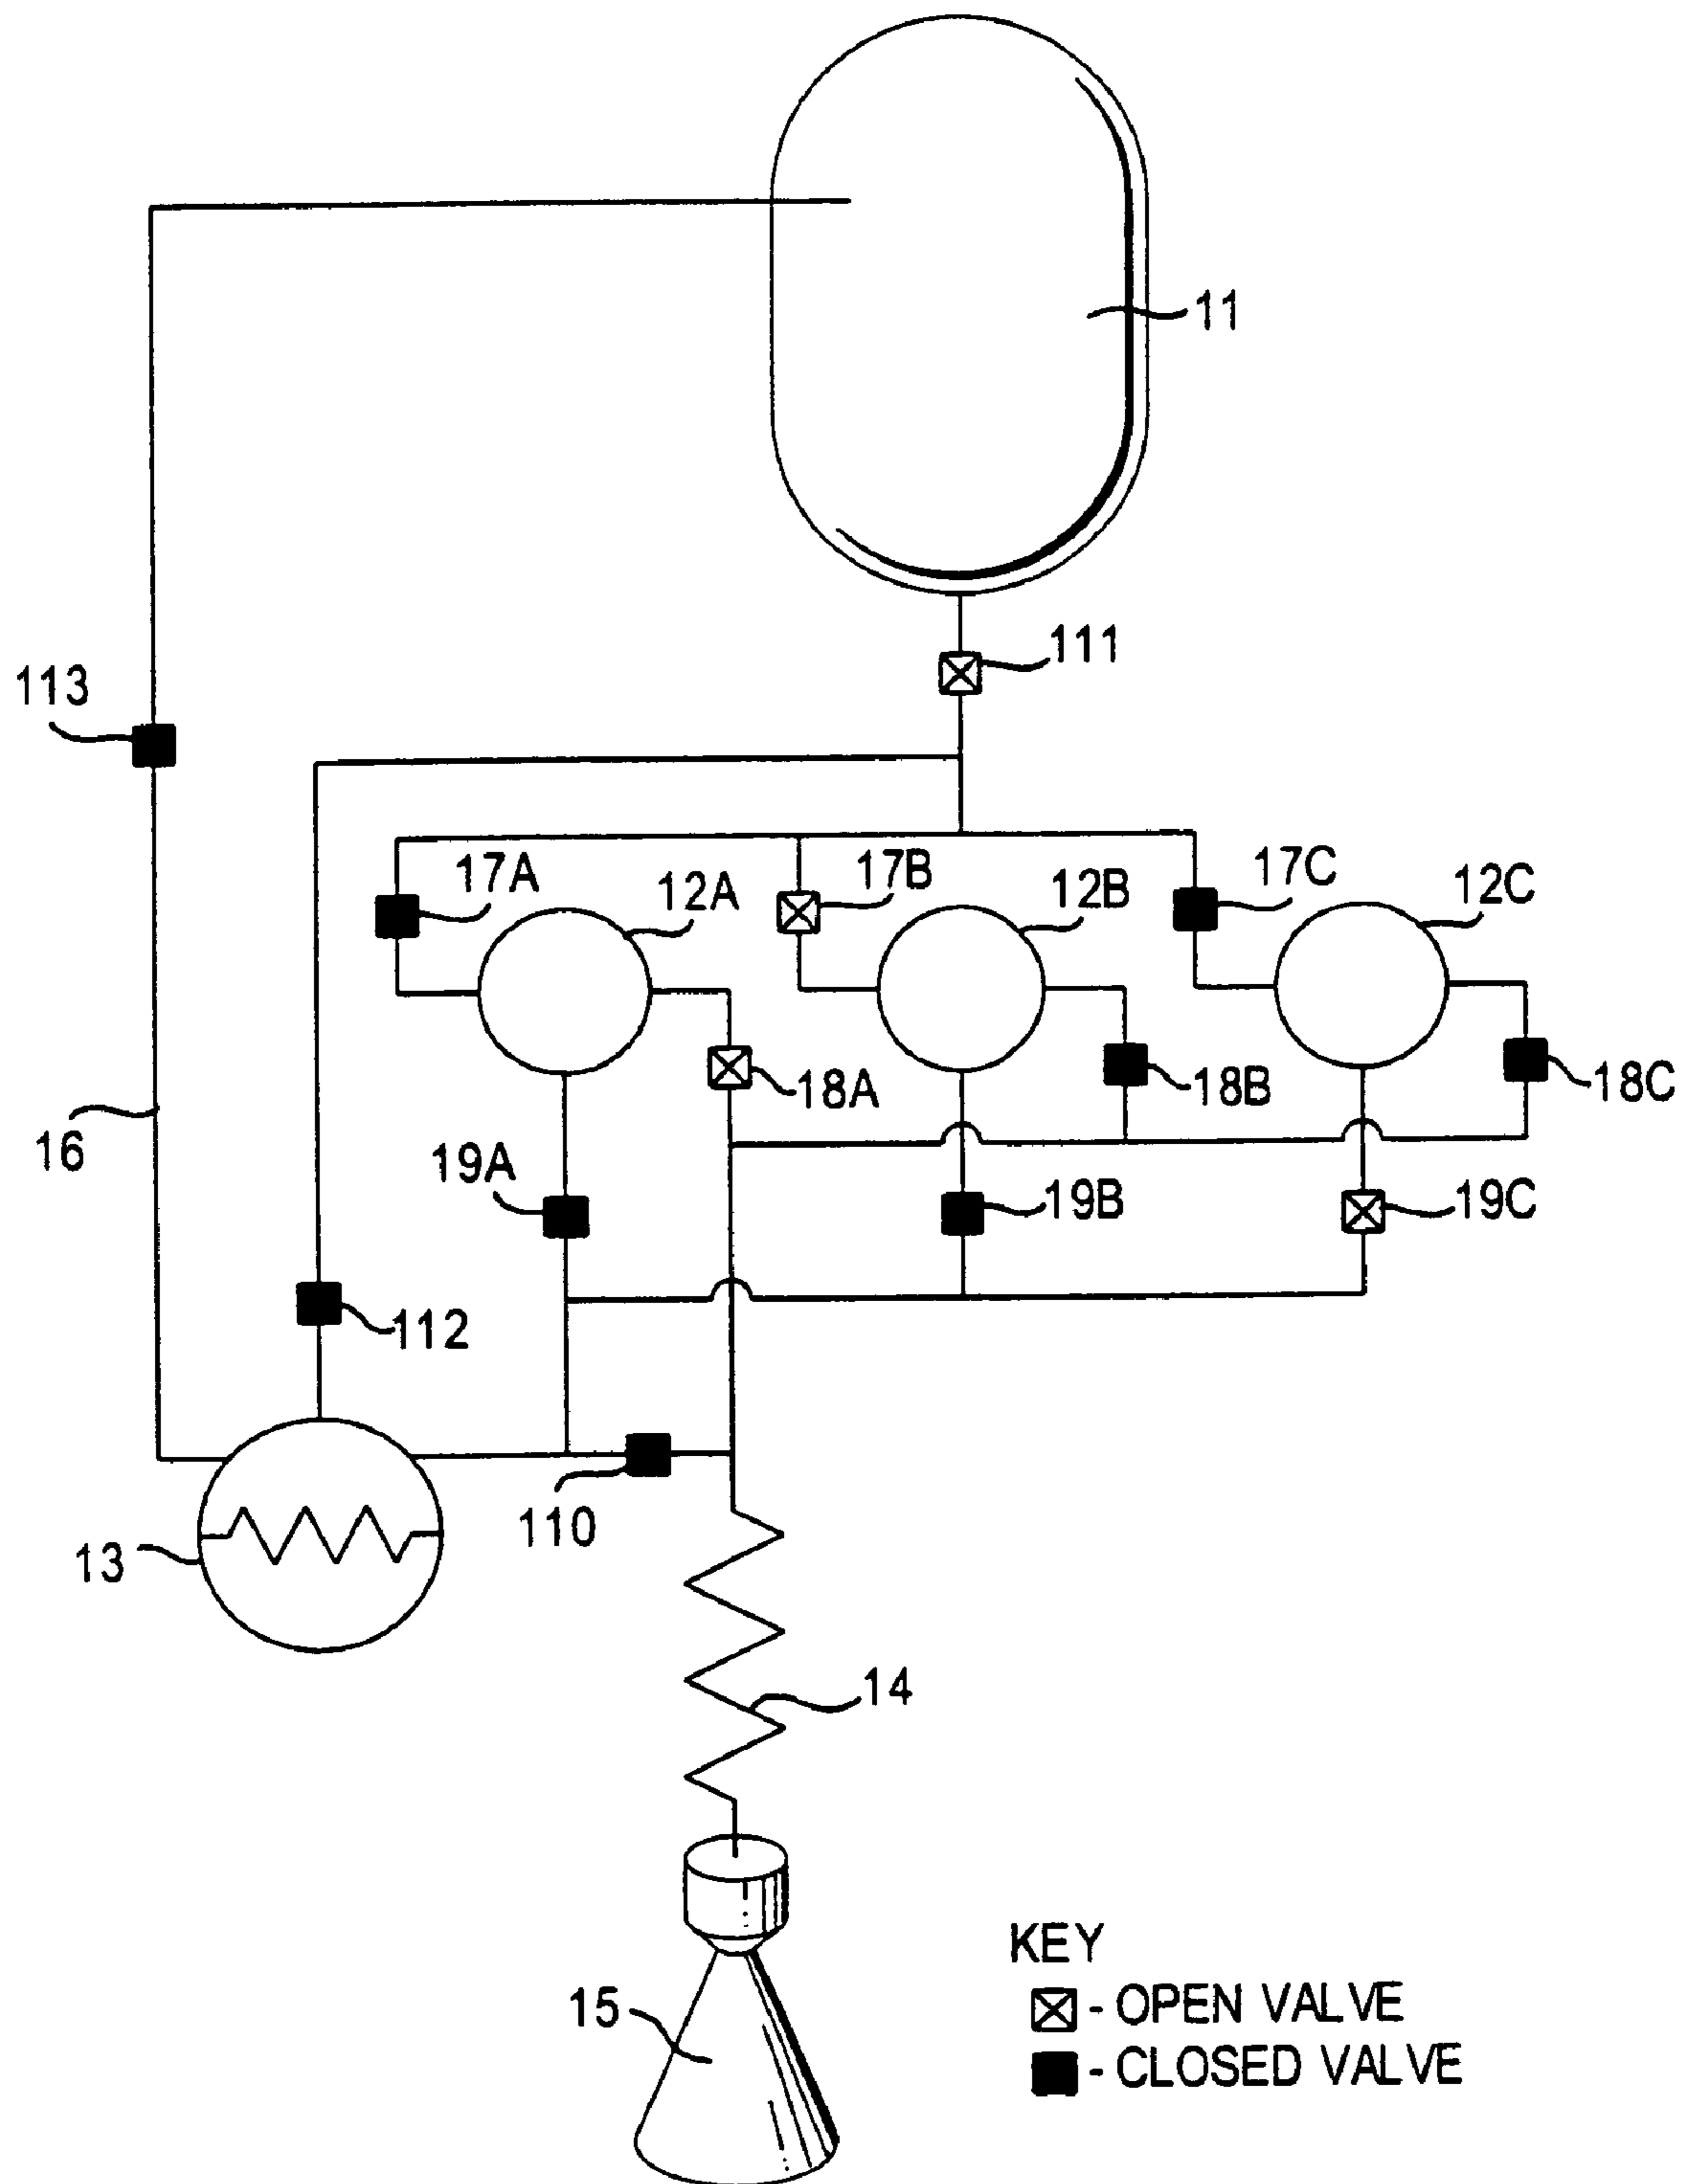 11
111
113
17A
12A
17B
12B
17C
12C
18A
18B
18C
16
19A
19B
19C
112
110
13
14
15
KEY
- OPEN VALVE
- CLOSED VALVE